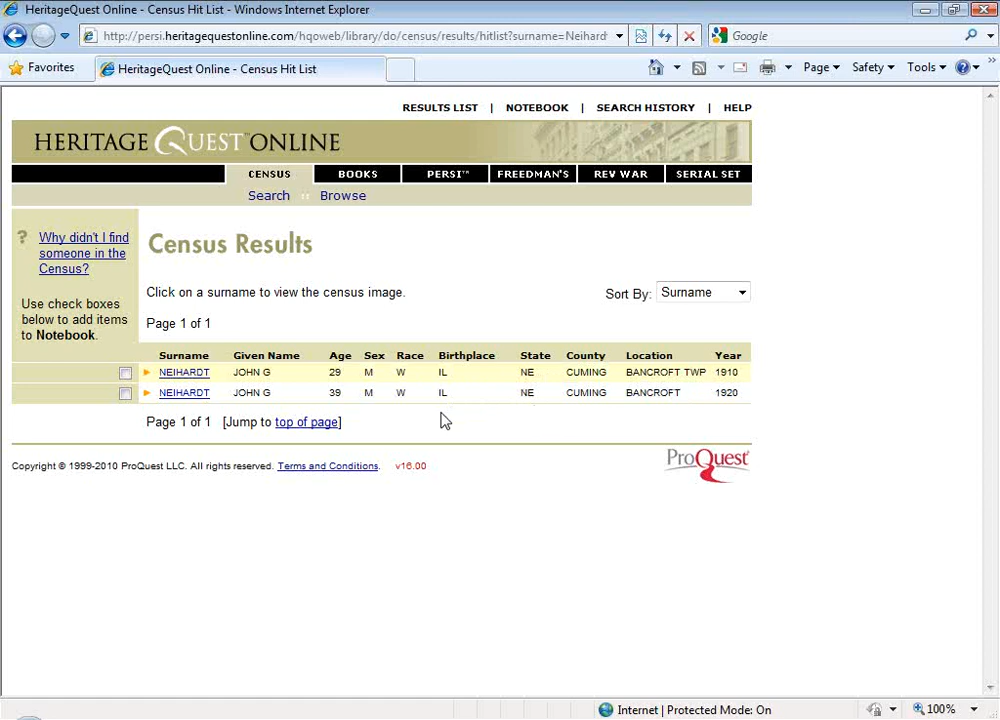 HeritageQuest Online - Census Hit List - Windows Internet Explorer
http://persi.heritagequestonline.com/hqoweb/library/do/census/results/hitlist?surname=Neihard
Google
Favorites
HeritageQuest Online - Census Hit List
Page Safety Tools
RESULTS LIST | NOTEBOOK | SEARCH HISTORY | HELP
HERITAGE QUEST™ONLINE
CENSUS BOOKS PERSI™ FREEDMAN'S REV WAR SERIAL SET
Search Browse
? Why didn't I find someone in the Census?
Use check boxes below to add items to Notebook.
Census Results
Click on a surname to view the census image.
Sort By: Surname
Page 1 of 1
Surname Given Name Age Sex Race Birthplace State County Location Year
NEIHARDT JOHN G 29 M W IL NE CUMING BANCROFT TWP 1910
NEIHARDT JOHN G 39 M W IL NE CUMING BANCROFT 1920
Page 1 of 1 [Jump to top of page]
Copyright © 1999-2010 ProQuest LLC. All rights reserved. Terms and Conditions. v16.00
ProQuest
Internet | Protected Mode: On
100%